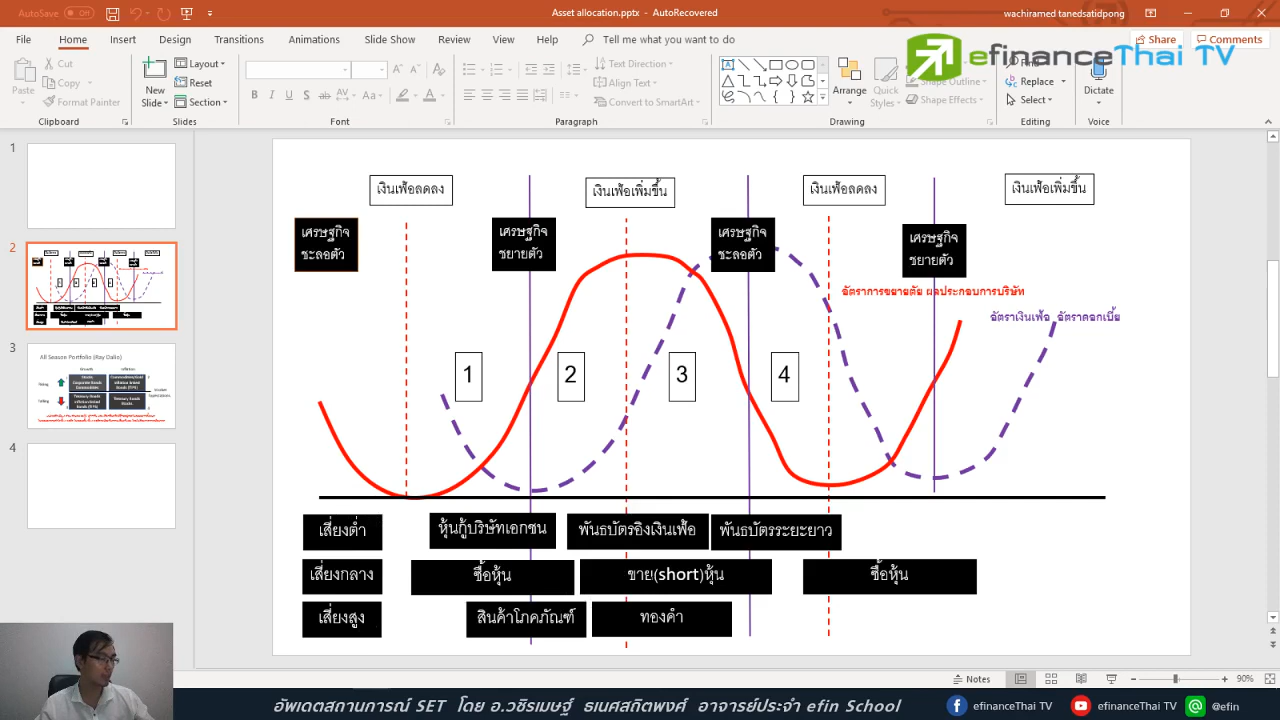 AutoSave
Off
Asset allocation.pptx - AutoRecovered
wachiramed tanedsatidpong
File
Home
Insert
Design
Transitions
Animations
Slide Show
Review
View
Help
Tell me what you want to do
Share
Comments
efinanceThai TV
Paste
Cut
Copy
Format Painter
Clipboard
New
Slide
Layout
Reset
Section
Slides
Font
Text Direction
Align Text
Convert to SmartArt
Paragraph
Arrange
Quick
Styles
Shape Outline
Shape Effects
Drawing
Find
Replace
Select
Editing
Dictate
Voice
1
2
3
All Season Portfolio (Ray Dalio)
4
เงินเฟ้อลดลง
เงินเฟ้อเพิ่มขึ้น
เงินเฟ้อลดลง
เงินเฟ้อเพิ่มขึ้น
เศรษฐกิจ
ชะลอตัว
เศรษฐกิจ
ขยายตัว
เศรษฐกิจ
ชะลอตัว
เศรษฐกิจ
ขยายตัว
อัตราการขยายตัว ผลประกอบการบริษัท
อัตราเงินเฟ้อ อัตราดอกเบี้ย
1
2
3
4
เสี่ยงต่ำ
หุ้นกู้บริษัทเอกชน
พันธบัตรอิงเงินเฟ้อ
พันธบัตรระยะยาว
เสี่ยงกลาง
ซื้อหุ้น
ขาย(short)หุ้น
ซื้อหุ้น
เสี่ยงสูง
สินค้าโภคภัณฑ์
ทองคำ
Notes
90%
อัพเดตสถานการณ์ SET โดย อ.วชิรเมษฐ์ ธเนศสถิตพงศ์ อาจารย์ประจำ efin School
efinanceThai TV
efinanceThai TV
@efin